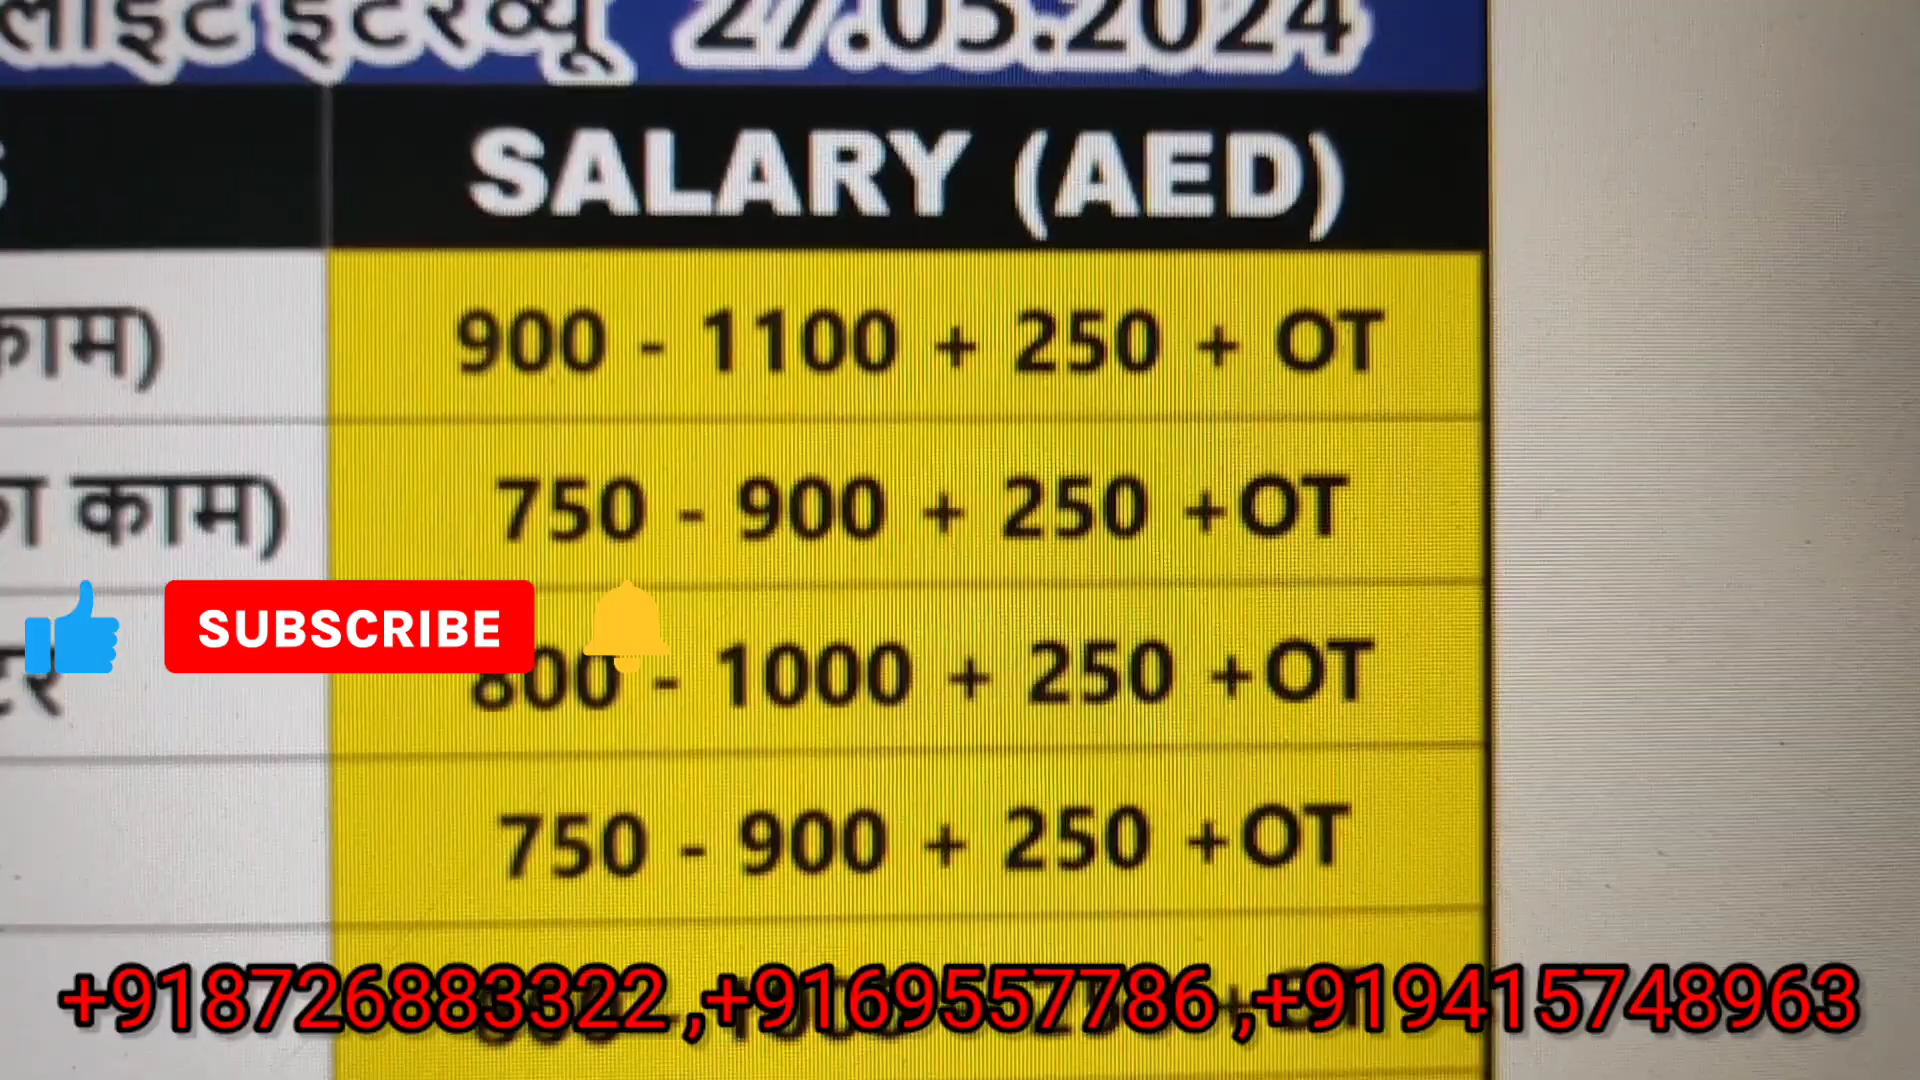 लाइट इंटरव्यू 27.05.2024
SALARY (AED)
काम) 900 - 1100 + 250 + OT
का काम) 750 - 900 + 250 +OT
SUBSCRIBE
टर 800 - 1000 + 250 +OT
750 - 900 + 250 +OT
+918726883322 ,+9169557786 ,+919415748963